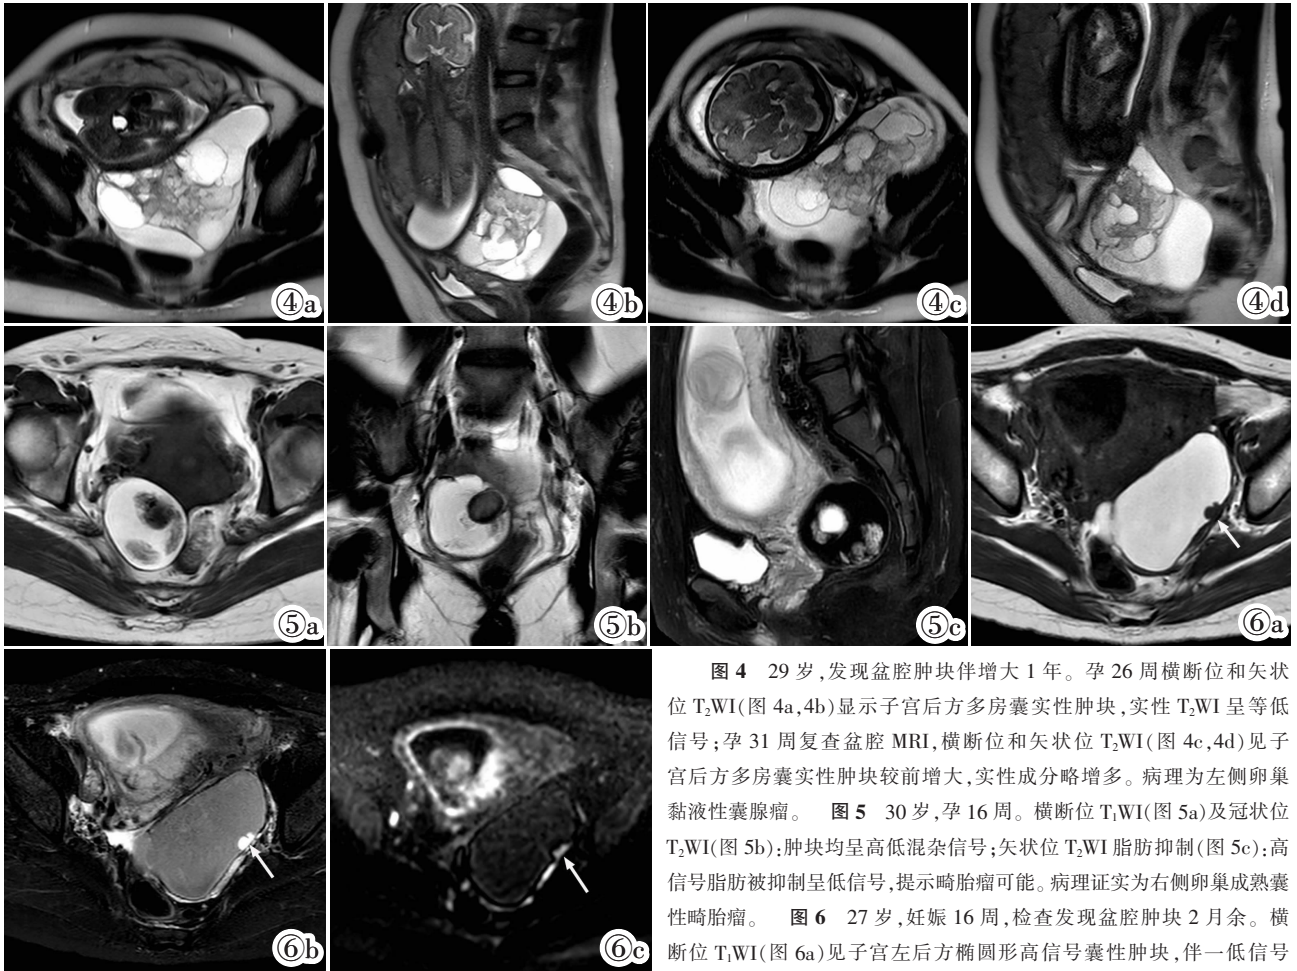 ④a
④b
④c
④d
⑤a
⑤b
⑤c
⑥a
⑥b
⑥c
图 4 29 岁,发现盆腔肿块伴增大 1 年。孕 26 周横断位和矢状
位 T₂WI(图 4a,4b)显示子宫后方多房囊实性肿块,实性 T₂WI 呈等低
信号;孕 31 周复查盆腔 MRI,横断位和矢状位 T₂WI(图 4c,4d)见子
宫后方多房囊实性肿块较前增大,实性成分略增多。病理为左侧卵巢
黏液性囊腺瘤。 图 5 30 岁,孕 16 周。横断位 T₁WI(图 5a)及冠状位
T₂WI(图 5b):肿块均呈高低混杂信号;矢状位 T₂WI 脂肪抑制(图 5c):高
信号脂肪被抑制呈低信号,提示畸胎瘤可能。病理证实为右侧卵巢成熟囊
性畸胎瘤。 图 6 27 岁,妊娠 16 周,检查发现盆腔肿块 2 月余。横
断位 T₁WI(图 6a)见子宫左后方椭圆形高信号囊性肿块,伴一低信号